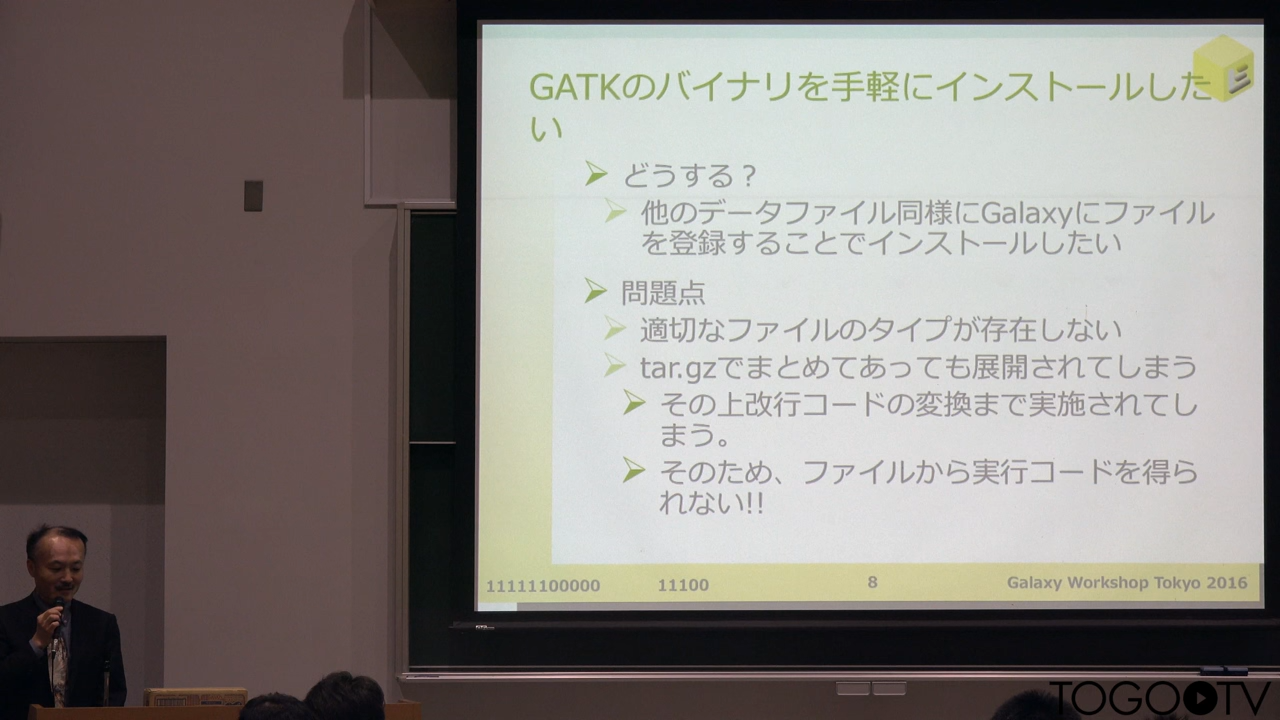 GATKのバイナリを手軽にインストールした
い
どうする？
他のデータファイル同様にGalaxyにファイル
を登録することでインストールしたい
問題点
適切なファイルのタイプが存在しない
tar.gzでまとめてあっても展開されてしまう
その上改行コードの変換まで実施されてし
まう。
そのため、ファイルから実行コードを得ら
れない!!
11111100000 11100 8 Galaxy Workshop Tokyo 2016
TOGOTV